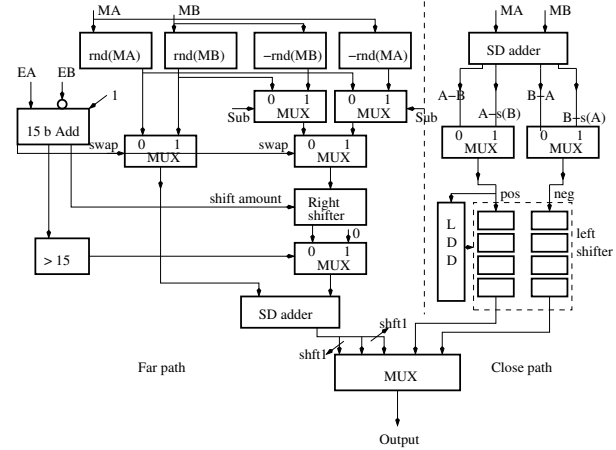 MA MB
MA MB
rnd(MA) rnd(MB) −rnd(MB) −rnd(MA)
SD adder
EA EB
1
A−B B−A
0 1 0 1
MUX MUX
Sub Sub
A−s(B) B−s(A)
15 b Add
0 1 0 1
MUX MUX
swap swap
0 1 0 1
MUX MUX
pos neg
shift amount
Right
shifter
L
D
D
left
shifter
0
> 15
0 1
MUX
SD adder
shft1
shft1
Far path
MUX
Close path
Output